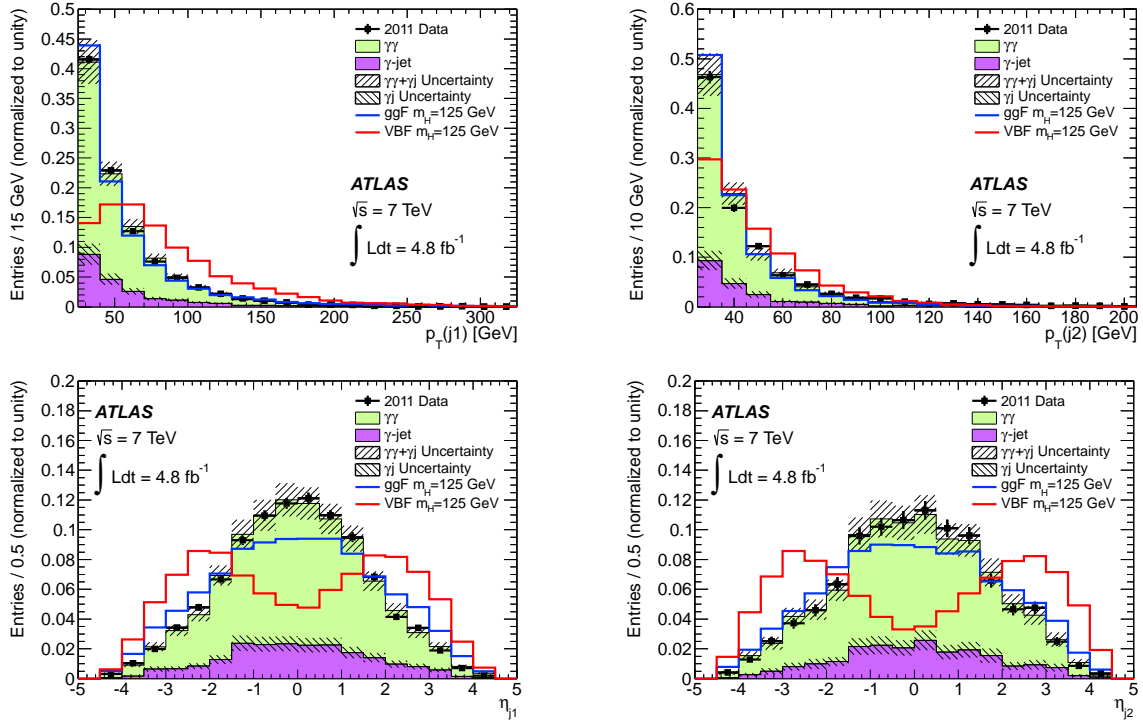 Entries / 15 GeV (normalized to unity)
0.45
0.4
0.35
0.3
0.25
0.2
0.15
0.1
0.05
0
2011 Data
γγ
γ-jet
γγ+γj Uncertainty
γj Uncertainty
ggF m_H=125 GeV
VBF m_H=125 GeV
ATLAS
√s = 7 TeV
∫ Ldt = 4.8 fb⁻¹
50 100 150 200 250 300
p_T(j1) [GeV]
Entries / 10 GeV (normalized to unity)
0.6
0.5
0.4
0.3
0.2
0.1
0
2011 Data
γγ
γ-jet
γγ+γj Uncertainty
γj Uncertainty
ggF m_H=125 GeV
VBF m_H=125 GeV
ATLAS
√s = 7 TeV
∫ Ldt = 4.8 fb⁻¹
40 60 80 100 120 140 160 180 200
p_T(j2) [GeV]
Entries / 0.5 (normalized to unity)
0.2
0.18
0.16
0.14
0.12
0.1
0.08
0.06
0.04
0.02
0
ATLAS
√s = 7 TeV
∫ Ldt = 4.8 fb⁻¹
2011 Data
γγ
γ-jet
γγ+γj Uncertainty
γj Uncertainty
ggF m_H=125 GeV
VBF m_H=125 GeV
-5 -4 -3 -2 -1 0 1 2 3 4 5
η_j1
Entries / 0.5 (normalized to unity)
0.2
0.18
0.16
0.14
0.12
0.1
0.08
0.06
0.04
0.02
0
ATLAS
√s = 7 TeV
∫ Ldt = 4.8 fb⁻¹
2011 Data
γγ
γ-jet
γγ+γj Uncertainty
γj Uncertainty
ggF m_H=125 GeV
VBF m_H=125 GeV
-5 -4 -3 -2 -1 0 1 2 3 4 5
η_j2